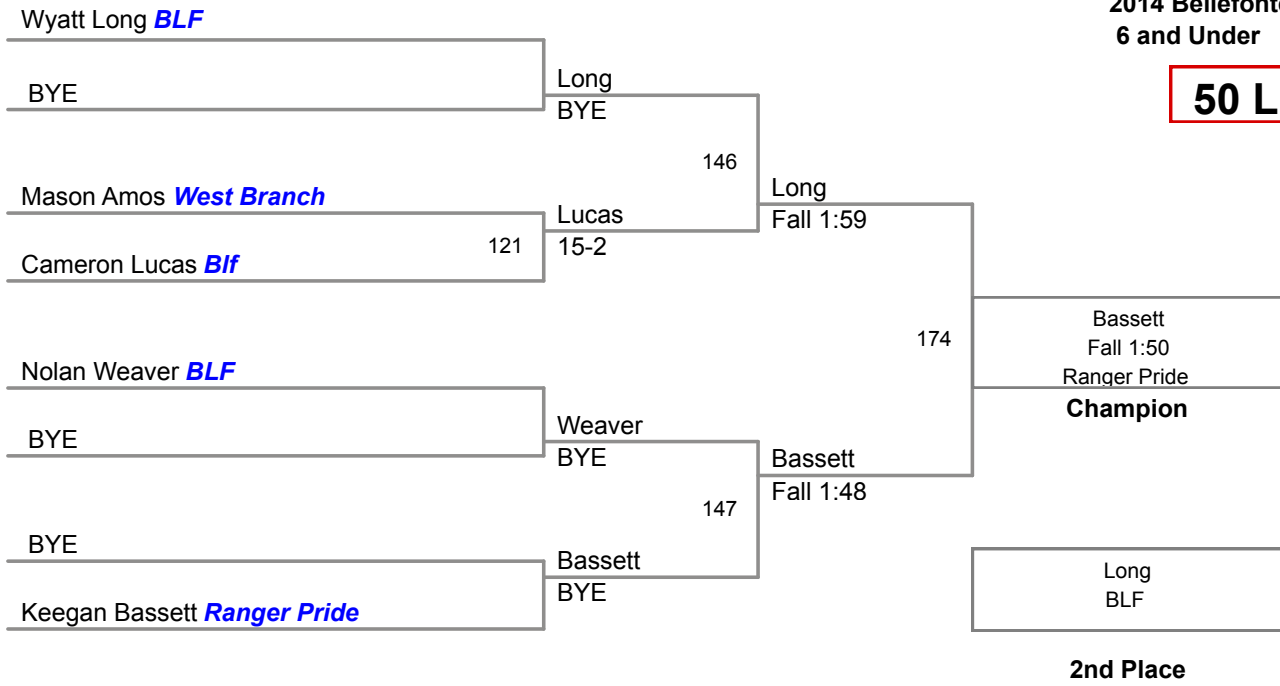 Wyatt Long BLF
2014 Bellefonte
6 and Under
50 L
BYE
Long
BYE
146
Mason Amos West Branch
Long
Fall 1:59
Lucas
15-2
121
Cameron Lucas Blf
174
Bassett
Fall 1:50
Ranger Pride
Champion
Nolan Weaver BLF
BYE
Weaver
BYE
Bassett
Fall 1:48
147
BYE
Bassett
BYE
Keegan Bassett Ranger Pride
Long
BLF
2nd Place